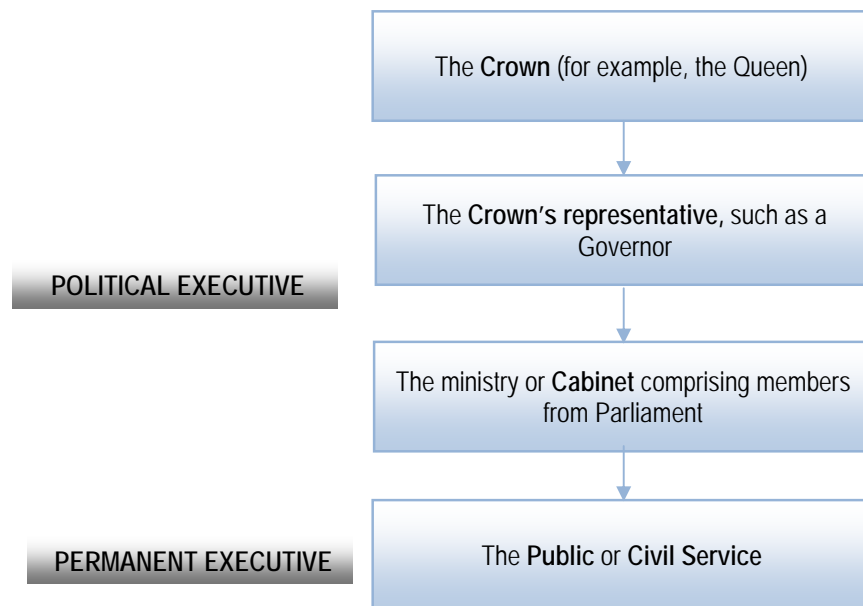 The Crown (for example, the Queen)
The Crown's representative, such as a
Governor
POLITICAL EXECUTIVE
The ministry or Cabinet comprising members
from Parliament
PERMANENT EXECUTIVE
The Public or Civil Service